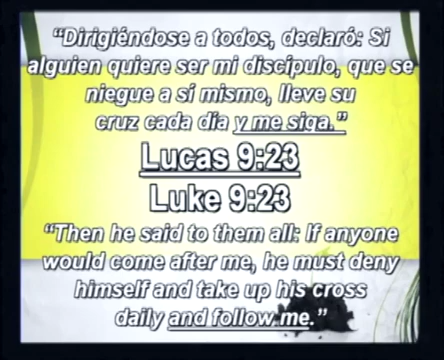 “Dirigiéndose a todos, declaró: Si
alguien quiere ser mi discípulo, que se
niegue a sí mismo, lleve su
cruz cada día y me siga.”
Lucas 9:23
Luke 9:23
“Then he said to them all: If anyone
would come after me, he must deny
himself and take up his cross
daily and follow me.”